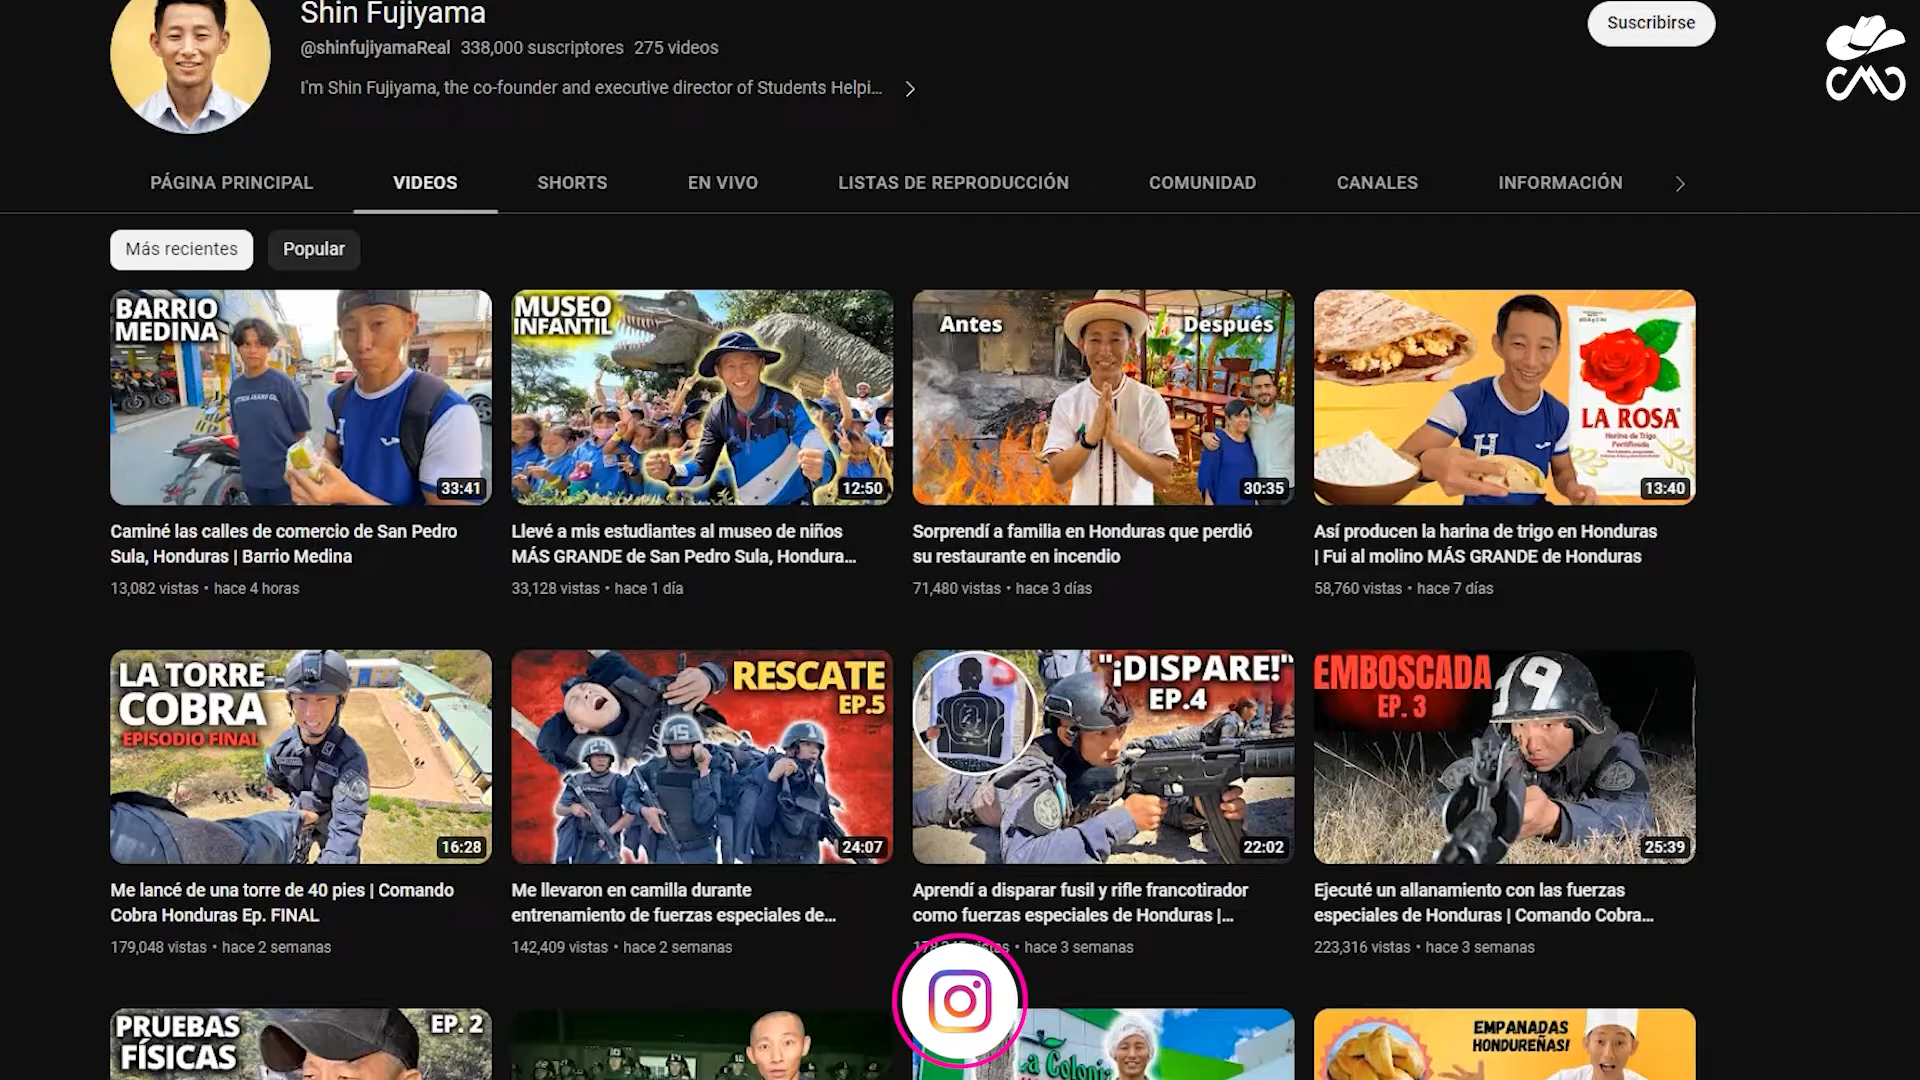 Shin Fujiyama
@shinfujiyamaReal 338,000 suscriptores 275 videos
I'm Shin Fujiyama, the co-founder and executive director of Students Helpi...
Suscribirse
PÁGINA PRINCIPAL VIDEOS SHORTS EN VIVO LISTAS DE REPRODUCCIÓN COMUNIDAD CANALES INFORMACIÓN
Más recientes Popular
BARRIO
MEDINA
33:41
MUSEO
INFANTIL
12:50
Antes Después
30:35
LA ROSA
Harina de Trigo
Fortificada
13:40
Caminé las calles de comercio de San Pedro
Sula, Honduras | Barrio Medina
13,082 vistas • hace 4 horas
Llevé a mis estudiantes al museo de niños
MÁS GRANDE de San Pedro Sula, Hondura...
33,128 vistas • hace 1 día
Sorprendí a familia en Honduras que perdió
su restaurante en incendio
71,480 vistas • hace 3 días
Así producen la harina de trigo en Honduras
| Fui al molino MÁS GRANDE de Honduras
58,760 vistas • hace 7 días
LA TORRE
COBRA
EPISODIO FINAL
16:28
RESCATE
EP.5
15
24:07
"¡DISPARE!"
EP.4
22:02
EMBOSCADA
EP. 3
19
25:39
Me lancé de una torre de 40 pies | Comando
Cobra Honduras Ep. FINAL
179,048 vistas • hace 2 semanas
Me llevaron en camilla durante
entrenamiento de fuerzas especiales de...
142,409 vistas • hace 2 semanas
Aprendí a disparar fusil y rifle francotirador
como fuerzas especiales de Honduras |...
• hace 3 semanas
Ejecuté un allanamiento con las fuerzas
especiales de Honduras | Comando Cobra...
223,316 vistas • hace 3 semanas
PRUEBAS
FÍSICAS
EP. 2
a Colonia
EMPANADAS
HONDUREÑAS!